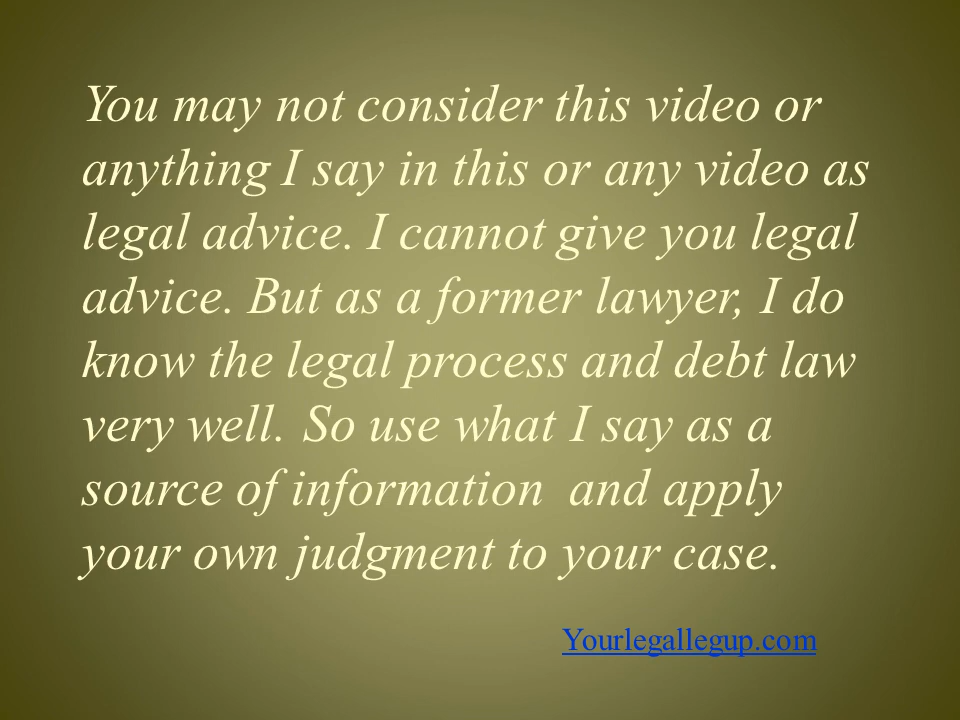 You may not consider this video or
anything I say in this or any video as
legal advice. I cannot give you legal
advice. But as a former lawyer, I do
know the legal process and debt law
very well. So use what I say as a
source of information  and apply
your own judgment to your case.
Yourlegallegup.com